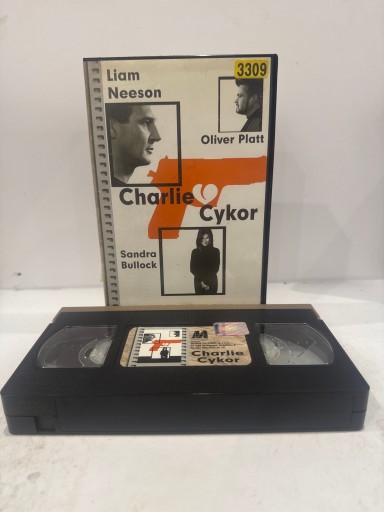 Liam
Neeson
3309
Oliver Platt
Charlie
Cykor
Sandra
Bullock
M
Charlie
Cykor